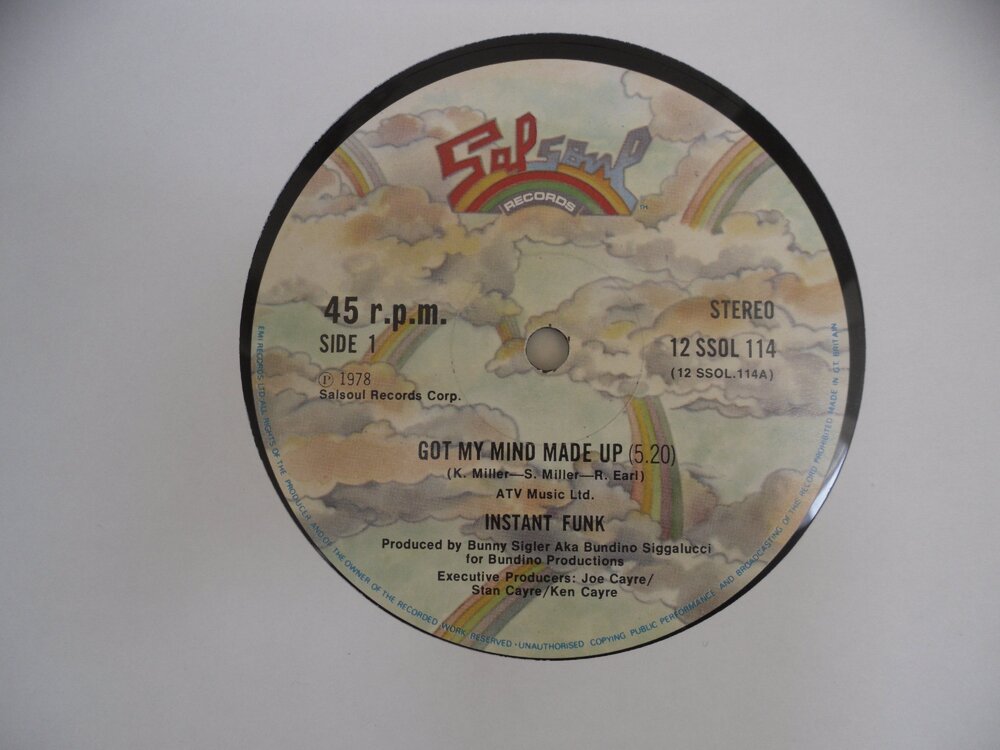 Salsoul
RECORDS
TM
45 r.p.m.
SIDE 1
Ⓟ 1978
Salsoul Records Corp.
STEREO
12 SSOL 114
(12 SSOL.114A)
GOT MY MIND MADE UP (5.20)
(K. Miller—S. Miller—R. Earl)
ATV Music Ltd.
INSTANT FUNK
Produced by Bunny Sigler Aka Bundino Siggalucci
for Bundino Productions
Executive Producers: Joe Cayre/
Stan Cayre/Ken Cayre
EMI RECORDS LTD·ALL RIGHTS OF THE PRODUCER AND OF THE OWNER OF THE RECORDED WORK RESERVED·UNAUTHORISED COPYING PUBLIC PERFORMANCE AND BROADCASTING OF THIS RECORD PROHIBITED MADE IN GT. BRITAIN